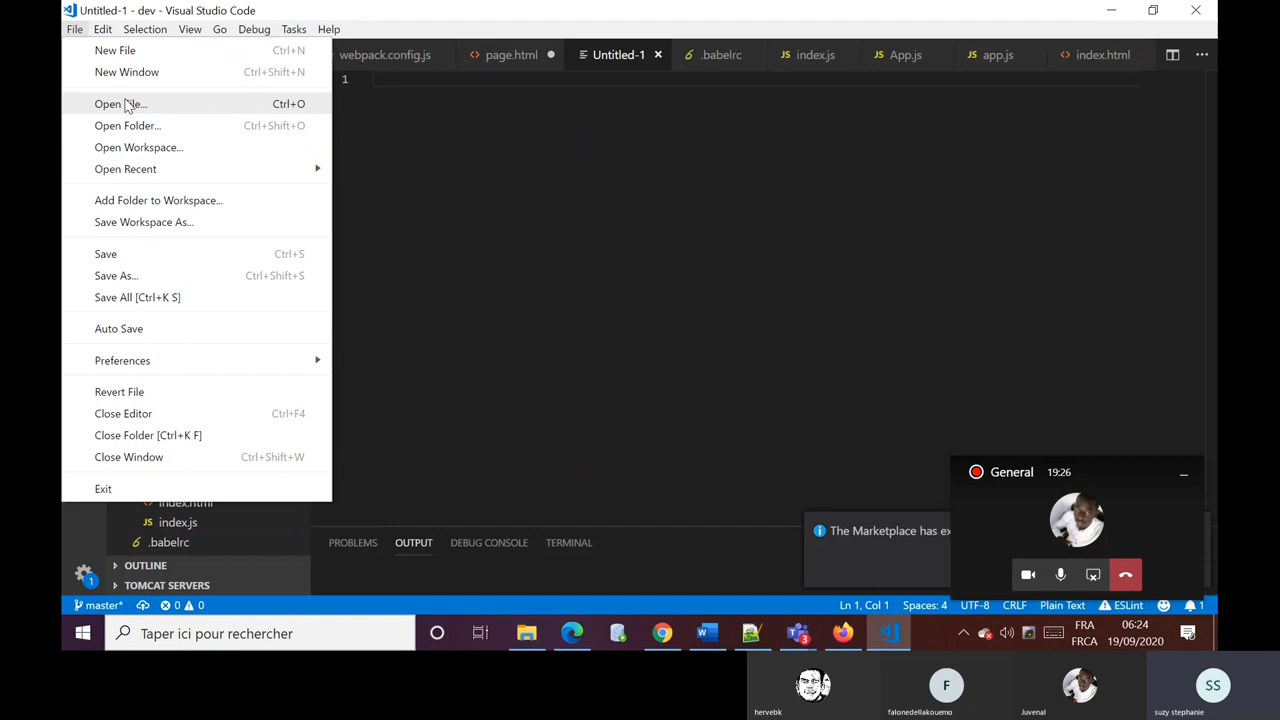 Untitled-1 - dev - Visual Studio Code
File Edit Selection View Go Debug Tasks Help
New File Ctrl+N
New Window Ctrl+Shift+N
Open File... Ctrl+O
Open Folder... Ctrl+Shift+O
Open Workspace...
Open Recent
Add Folder to Workspace...
Save Workspace As...
Save Ctrl+S
Save As... Ctrl+Shift+S
Save All [Ctrl+K S]
Auto Save
Preferences
Revert File
Close Editor Ctrl+F4
Close Folder [Ctrl+K F]
Close Window Ctrl+Shift+W
Exit
webpack.config.js page.html Untitled-1 .babelrc index.js App.js app.js index.html
1
index.html
index.js
.babelrc
OUTLINE
TOMCAT SERVERS
1
PROBLEMS OUTPUT DEBUG CONSOLE TERMINAL
The Marketplace has ex
General 19:26
master* 0 0
Ln 1, Col 1 Spaces: 4 UTF-8 CRLF Plain Text ESLint 1
Taper ici pour rechercher
3
FRA 06:24
FRCA 19/09/2020
hervebk
F
falonedellakouemo
Juvenal
SS
suzy stephanie